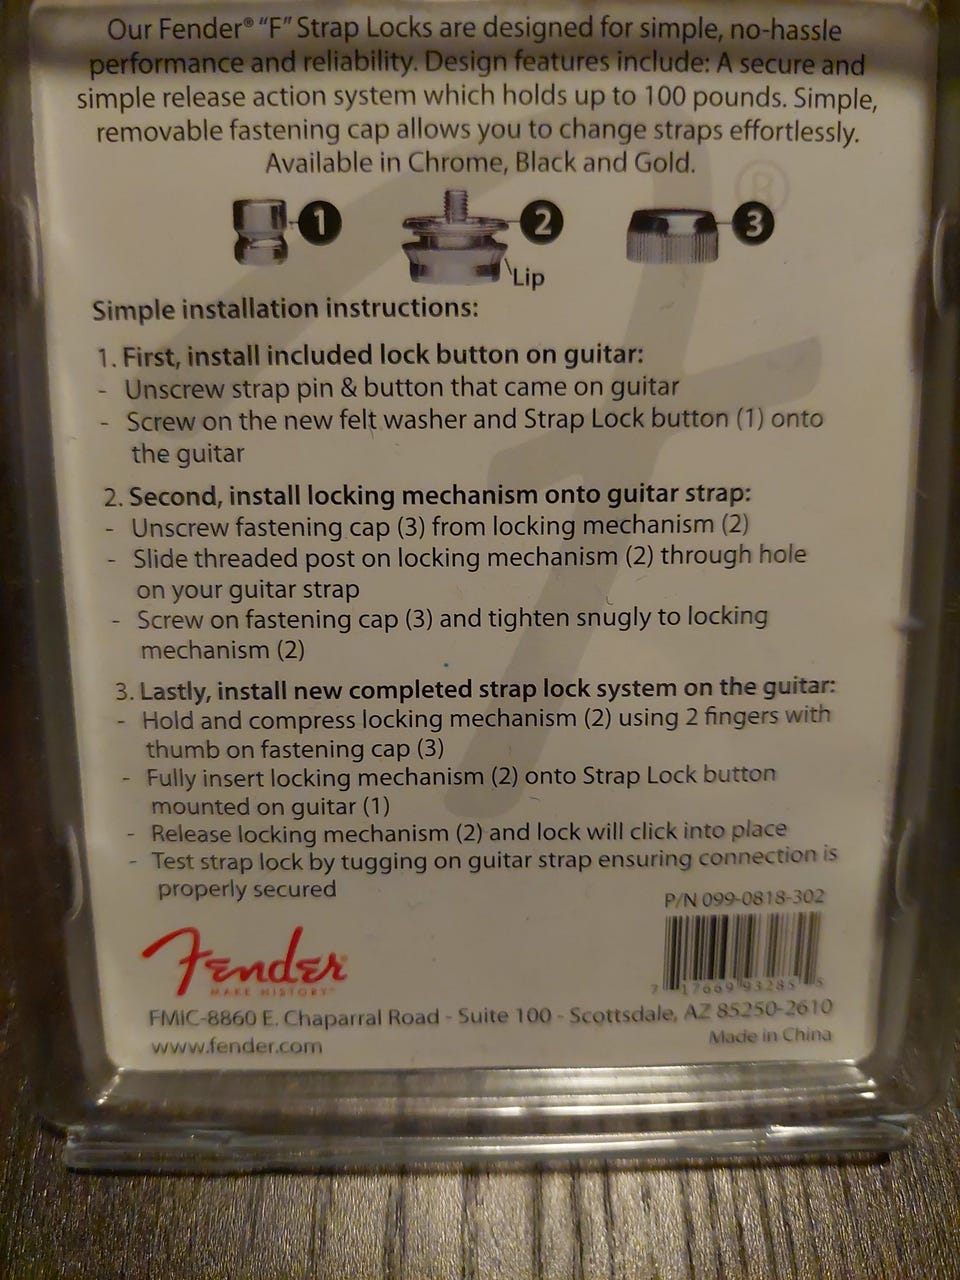 Our Fender® “F” Strap Locks are designed for simple, no-hassle
performance and reliability. Design features include: A secure and
simple release action system which holds up to 100 pounds. Simple,
removable fastening cap allows you to change straps effortlessly.
Available in Chrome, Black and Gold.
®
1 2 3
Lip
Simple installation instructions:
1. First, install included lock button on guitar:
- Unscrew strap pin & button that came on guitar
- Screw on the new felt washer and Strap Lock button (1) onto
the guitar
2. Second, install locking mechanism onto guitar strap:
- Unscrew fastening cap (3) from locking mechanism (2)
- Slide threaded post on locking mechanism (2) through hole
on your guitar strap
- Screw on fastening cap (3) and tighten snugly to locking
mechanism (2)
3. Lastly, install new completed strap lock system on the guitar:
- Hold and compress locking mechanism (2) using 2 fingers with
thumb on fastening cap (3)
- Fully insert locking mechanism (2) onto Strap Lock button
mounted on guitar (1)
- Release locking mechanism (2) and lock will click into place
- Test strap lock by tugging on guitar strap ensuring connection is
properly secured
P/N 099-0818-302
Fender®
MAKE HISTORY™
7 17669 93285 5
FMIC-8860 E. Chaparral Road - Suite 100 - Scottsdale, AZ 85250-2610
www.fender.com
Made in China